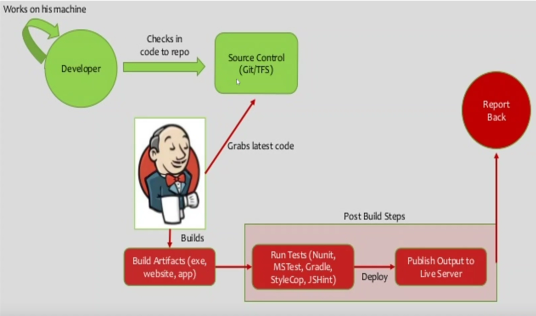 Works on his machine
Developer
Checks in
code to repo
Source Control
(Git/TFS)
Report
Back
Grabs latest code
Builds
Post Build Steps
Build Artifacts (exe,
website, app)
Run Tests (Nunit,
MSTest, Gradle,
StyleCop, JSHint)
Deploy
Publish Output to
Live Server